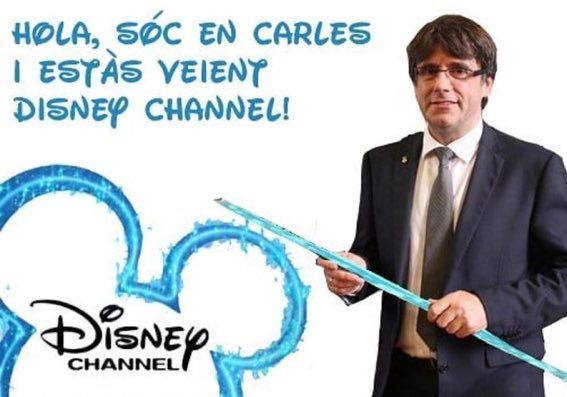 HOLA, SÓC EN CARLES
I ESTÀS VEIENT
DISNEY CHANNEL!
Disney
CHANNEL